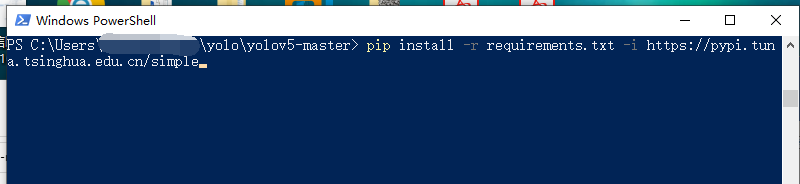 Windows PowerShell
PS C:\Users\ \yolo\yolov5-master> pip install -r requirements.txt -i https://pypi.tun
a.tsinghua.edu.cn/simple